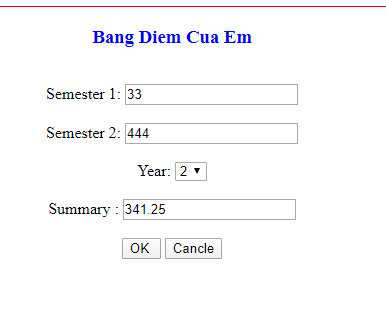 Bang Diem Cua Em
Semester 1: 33
Semester 2: 444
Year: 2
Summary : 341.25
OK Cancle